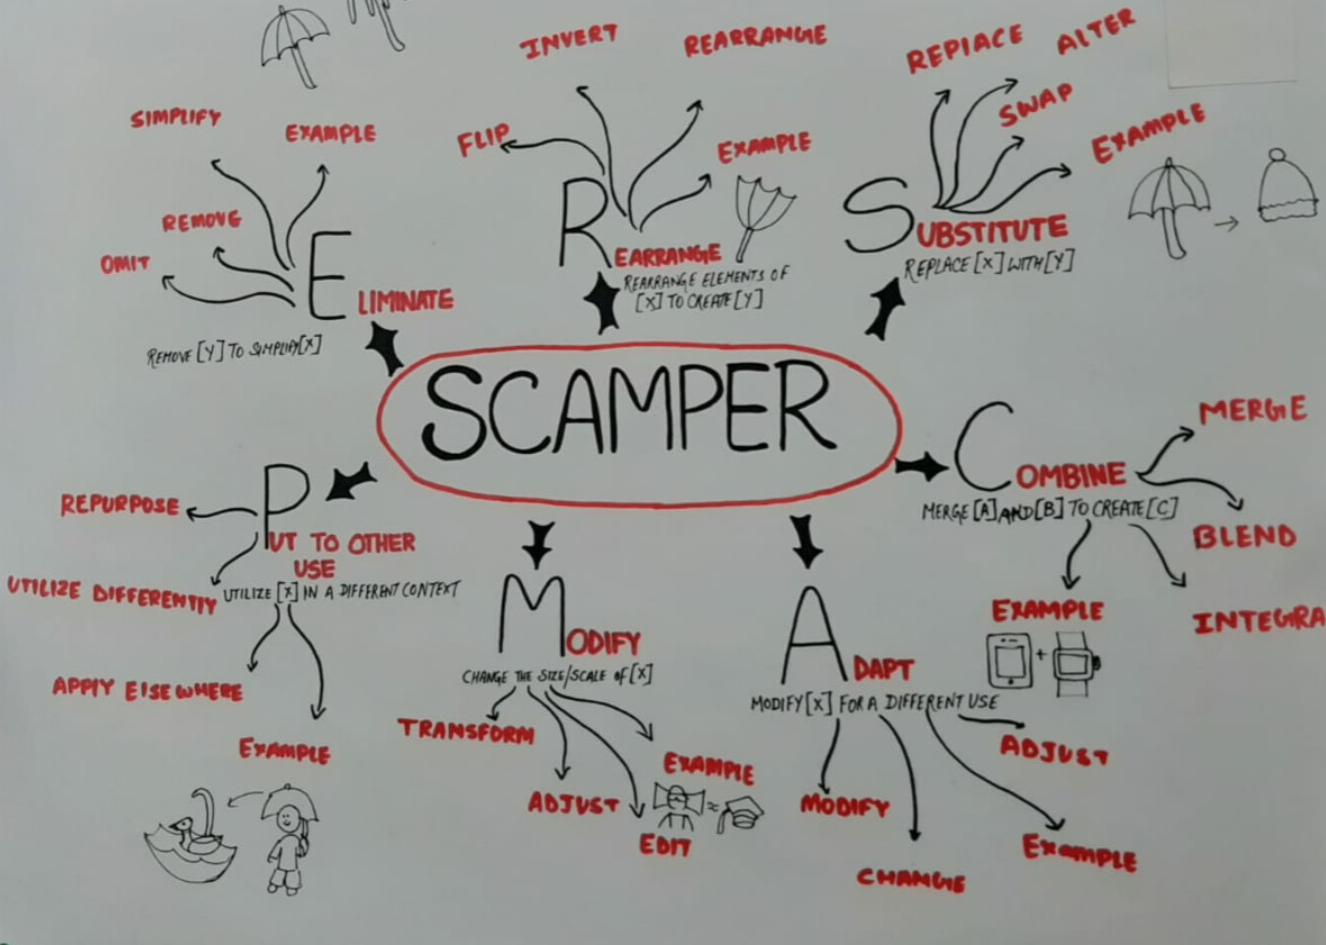 SCAMPER
SUBSTITUTE
REPLACE [X] WITH [Y]
REPLACE
ALTER
SWAP
EXAMPLE
COMBINE
MERGE [A] AND [B] TO CREATE [C]
MERGE
BLEND
INTEGRA
EXAMPLE
+
ADAPT
MODIFY [X] FOR A DIFFERENT USE
ADJUST
EXAMPLE
CHANGE
MODIFY
MODIFY
CHANGE THE SIZE/SCALE OF [X]
TRANSFORM
ADJUST
EDIT
EXAMPLE
PUT TO OTHER
USE
UTILIZE [X] IN A DIFFERENT CONTEXT
REPURPOSE
UTILIZE DIFFERENTLY
APPLY ELSEWHERE
EXAMPLE
ELIMINATE
REMOVE [Y] TO SIMPLIFY [X]
OMIT
REMOVE
SIMPLIFY
EXAMPLE
REARRANGE
REARRANGE ELEMENTS OF
[X] TO CREATE [Y]
FLIP
INVERT
REARRANGE
EXAMPLE